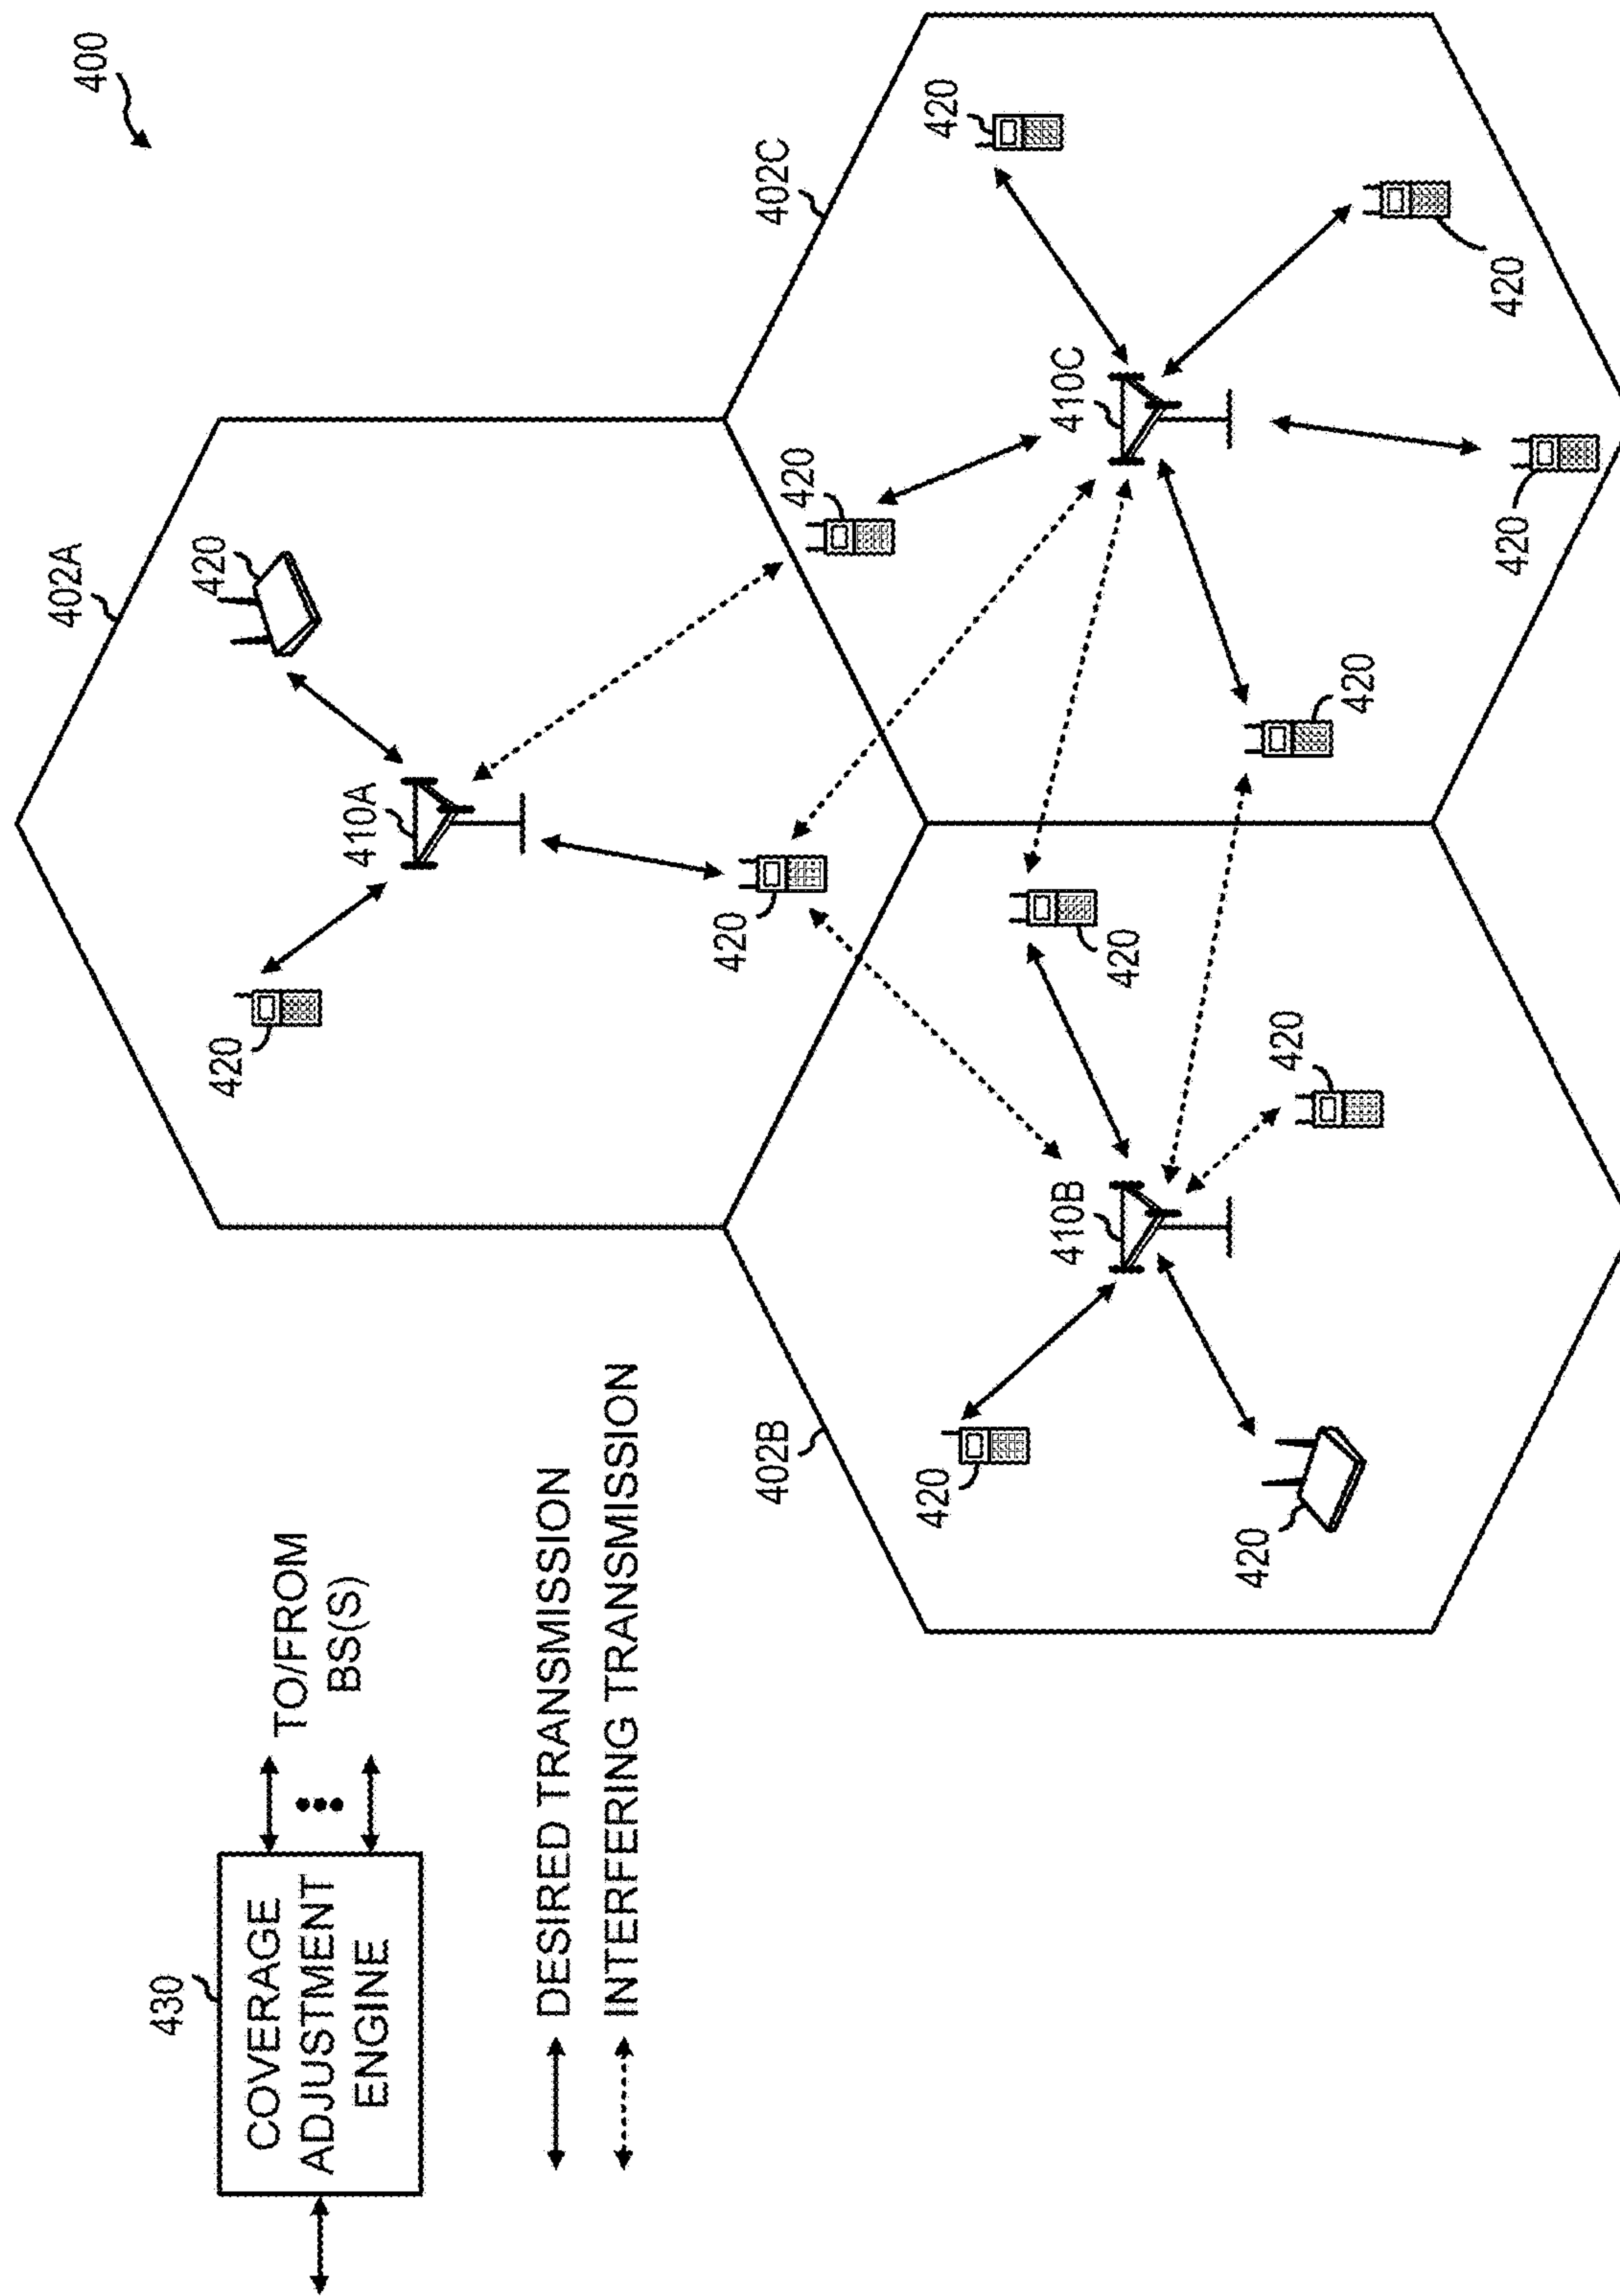 400
430
COVERAGE
ADJUSTMENT
ENGINE
TO/FROM
BS(S)
DESIRED TRANSMISSION
INTERFERING TRANSMISSION
402A
420
410A
420
420
402B
420
410B
420
420
420
402C
420
410C
420
420
420
420